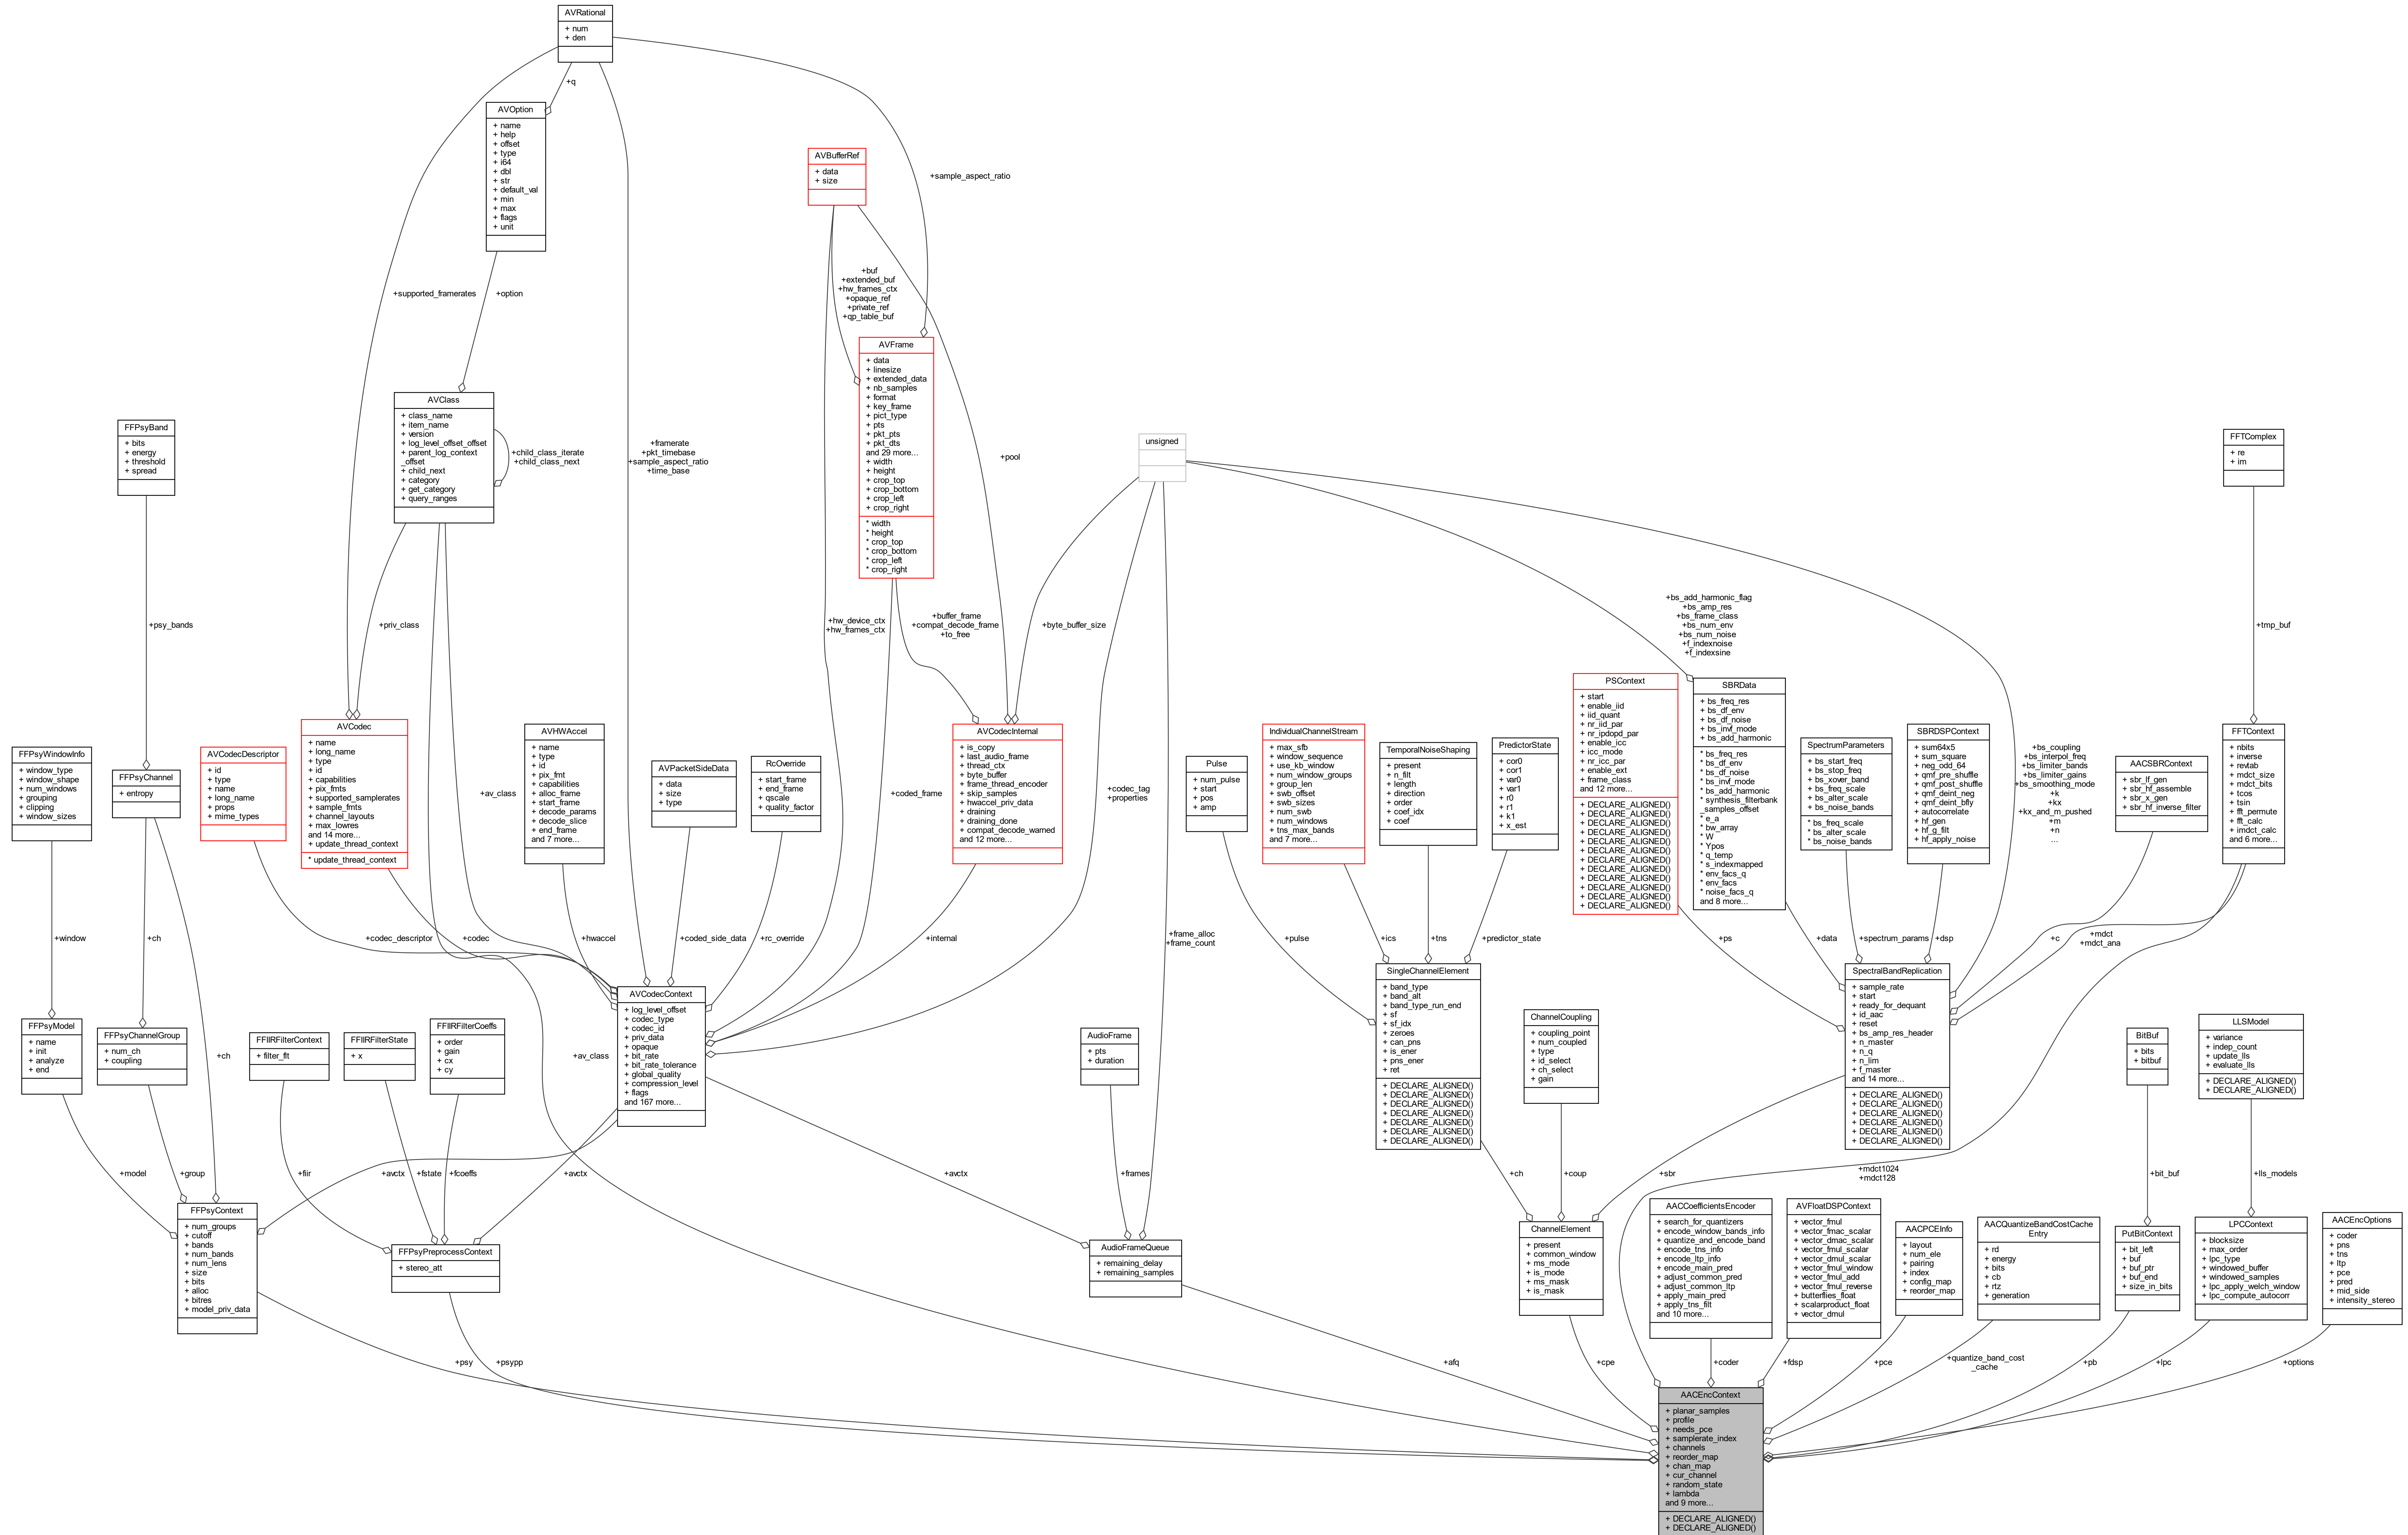 AVRational
+ num
+ den
+q
AVOption
+ name
+ help
+ offset
+ type
+ i64
+ dbl
+ str
+ default_val
+ min
+ max
+ flags
+ unit
AVBufferRef
+ data
+ size
+sample_aspect_ratio
+supported_framerates
+option
+buf
+extended_buf
+hw_frames_ctx
+opaque_ref
+private_ref
+qp_table_buf
AVFrame
+ data
+ linesize
+ extended_data
+ nb_samples
+ format
+ key_frame
+ pict_type
+ pts
+ pkt_pts
+ pkt_dts
and 29 more...
+ width
+ height
+ crop_top
+ crop_bottom
+ crop_left
+ crop_right
* width
* height
* crop_top
* crop_bottom
* crop_left
* crop_right
AVClass
+ class_name
+ item_name
+ version
+ log_level_offset_offset
+ parent_log_context
_offset
+ child_next
+ category
+ get_category
+ query_ranges
+child_class_iterate
+child_class_next
+framerate
+pkt_timebase
+sample_aspect_ratio
+time_base
+pool
unsigned
FFPsyBand
+ bits
+ energy
+ threshold
+ spread
FFTComplex
+ re
+ im
+psy_bands
+priv_class
+hw_device_ctx
+hw_frames_ctx
+buffer_frame
+compat_decode_frame
+to_free
+byte_buffer_size
+bs_add_harmonic_flag
+bs_amp_res
+bs_frame_class
+bs_num_env
+bs_num_noise
+f_indexnoise
+f_indexsine
+tmp_buf
FFPsyWindowInfo
+ window_type
+ window_shape
+ num_windows
+ grouping
+ clipping
+ window_sizes
FFPsyChannel
+ entropy
AVCodecDescriptor
+ id
+ type
+ name
+ long_name
+ props
+ mime_types
AVCodec
+ name
+ long_name
+ type
+ id
+ capabilities
+ pix_fmts
+ supported_samplerates
+ sample_fmts
+ channel_layouts
+ max_lowres
and 14 more...
+ update_thread_context
* update_thread_context
+av_class
AVHWAccel
+ name
+ type
+ id
+ pix_fmt
+ capabilities
+ alloc_frame
+ start_frame
+ decode_params
+ decode_slice
+ end_frame
and 7 more...
AVPacketSideData
+ data
+ size
+ type
RcOverride
+ start_frame
+ end_frame
+ qscale
+ quality_factor
+coded_frame
AVCodecInternal
+ is_copy
+ last_audio_frame
+ thread_ctx
+ byte_buffer
+ frame_thread_encoder
+ skip_samples
+ hwaccel_priv_data
+ draining
+ draining_done
+ compat_decode_warned
and 12 more...
+codec_tag
+properties
Pulse
+ num_pulse
+ start
+ pos
+ amp
IndividualChannelStream
+ max_sfb
+ window_sequence
+ use_kb_window
+ num_window_groups
+ group_len
+ swb_offset
+ swb_sizes
+ num_swb
+ num_windows
+ tns_max_bands
and 7 more...
TemporalNoiseShaping
+ present
+ n_filt
+ length
+ direction
+ order
+ coef_idx
+ coef
PredictorState
+ cor0
+ cor1
+ var0
+ var1
+ r0
+ r1
+ k1
+ x_est
PSContext
+ start
+ enable_iid
+ iid_quant
+ nr_iid_par
+ nr_ipdopd_par
+ enable_icc
+ icc_mode
+ nr_icc_par
+ enable_ext
+ frame_class
and 12 more...
+ DECLARE_ALIGNED()
+ DECLARE_ALIGNED()
+ DECLARE_ALIGNED()
+ DECLARE_ALIGNED()
+ DECLARE_ALIGNED()
+ DECLARE_ALIGNED()
+ DECLARE_ALIGNED()
+ DECLARE_ALIGNED()
+ DECLARE_ALIGNED()
+ DECLARE_ALIGNED()
+ DECLARE_ALIGNED()
+ DECLARE_ALIGNED()
SBRData
+ bs_freq_res
+ bs_df_env
+ bs_df_noise
+ bs_invf_mode
+ bs_add_harmonic
* bs_freq_res
* bs_df_env
* bs_df_noise
* bs_invf_mode
* bs_add_harmonic
* synthesis_filterbank
_samples_offset
* e_a
* bw_array
* W
* Ypos
* q_temp
* s_indexmapped
* env_facs_q
* env_facs
* noise_facs_q
and 8 more...
SpectrumParameters
+ bs_start_freq
+ bs_stop_freq
+ bs_xover_band
+ bs_freq_scale
+ bs_alter_scale
+ bs_noise_bands
* bs_freq_scale
* bs_alter_scale
* bs_noise_bands
SBRDSPContext
+ sum64x5
+ sum_square
+ neg_odd_64
+ qmf_pre_shuffle
+ qmf_post_shuffle
+ qmf_deint_neg
+ qmf_deint_bfly
+ autocorrelate
+ hf_gen
+ hf_g_filt
+ hf_apply_noise
+bs_coupling
+bs_interpol_freq
+bs_limiter_bands
+bs_limiter_gains
+bs_smoothing_mode
+k
+kx
+kx_and_m_pushed
+m
+n
...
AACSBRContext
+ sbr_lf_gen
+ sbr_hf_assemble
+ sbr_x_gen
+ sbr_hf_inverse_filter
FFTContext
+ nbits
+ inverse
+ revtab
+ mdct_size
+ mdct_bits
+ tcos
+ tsin
+ fft_permute
+ fft_calc
+ imdct_calc
and 6 more...
+window
+ch
+codec_descriptor
+codec
+hwaccel
+coded_side_data
+rc_override
+internal
+frame_alloc
+frame_count
+pulse
+ics
+tns
+predictor_state
+ps
+data
+spectrum_params
+dsp
+c
+mdct
+mdct_ana
FFPsyModel
+ name
+ init
+ analyze
+ end
FFPsyChannelGroup
+ num_ch
+ coupling
+ch
FFIIRFilterContext
+ filter_flt
FFIIRFilterState
+ x
FFIIRFilterCoeffs
+ order
+ gain
+ cx
+ cy
+av_class
AVCodecContext
+ log_level_offset
+ codec_type
+ codec_id
+ priv_data
+ opaque
+ bit_rate
+ bit_rate_tolerance
+ global_quality
+ compression_level
+ flags
and 167 more...
AudioFrame
+ pts
+ duration
SingleChannelElement
+ band_type
+ band_alt
+ band_type_run_end
+ sf
+ sf_idx
+ zeroes
+ can_pns
+ is_ener
+ pns_ener
+ ret
+ DECLARE_ALIGNED()
+ DECLARE_ALIGNED()
+ DECLARE_ALIGNED()
+ DECLARE_ALIGNED()
+ DECLARE_ALIGNED()
+ DECLARE_ALIGNED()
+ DECLARE_ALIGNED()
ChannelCoupling
+ coupling_point
+ num_coupled
+ type
+ id_select
+ ch_select
+ gain
SpectralBandReplication
+ sample_rate
+ start
+ ready_for_dequant
+ id_aac
+ reset
+ bs_amp_res_header
+ n_master
+ n_q
+ n_lim
+ f_master
and 14 more...
+ DECLARE_ALIGNED()
+ DECLARE_ALIGNED()
+ DECLARE_ALIGNED()
+ DECLARE_ALIGNED()
+ DECLARE_ALIGNED()
+ DECLARE_ALIGNED()
BitBuf
+ bits
+ bitbuf
LLSModel
+ variance
+ indep_count
+ update_lls
+ evaluate_lls
+ DECLARE_ALIGNED()
+ DECLARE_ALIGNED()
+model
+group
+fiir
+avctx
+fstate
+fcoeffs
+avctx
+avctx
+frames
+ch
+coup
+sbr
+mdct1024
+mdct128
+bit_buf
+lls_models
FFPsyContext
+ num_groups
+ cutoff
+ bands
+ num_bands
+ num_lens
+ size
+ bits
+ alloc
+ bitres
+ model_priv_data
FFPsyPreprocessContext
+ stereo_att
AudioFrameQueue
+ remaining_delay
+ remaining_samples
ChannelElement
+ present
+ common_window
+ ms_mode
+ is_mode
+ ms_mask
+ is_mask
AACCoefficientsEncoder
+ search_for_quantizers
+ encode_window_bands_info
+ quantize_and_encode_band
+ encode_tns_info
+ encode_ltp_info
+ encode_main_pred
+ adjust_common_pred
+ adjust_common_ltp
+ apply_main_pred
+ apply_tns_filt
and 10 more...
AVFloatDSPContext
+ vector_fmul
+ vector_fmac_scalar
+ vector_dmac_scalar
+ vector_fmul_scalar
+ vector_dmul_scalar
+ vector_fmul_window
+ vector_fmul_add
+ vector_fmul_reverse
+ butterflies_float
+ scalarproduct_float
+ vector_dmul
AACPCEInfo
+ layout
+ num_ele
+ pairing
+ index
+ config_map
+ reorder_map
AACQuantizeBandCostCache
Entry
+ rd
+ energy
+ bits
+ cb
+ rtz
+ generation
PutBitContext
+ bit_left
+ buf
+ buf_ptr
+ buf_end
+ size_in_bits
LPCContext
+ blocksize
+ max_order
+ lpc_type
+ windowed_buffer
+ windowed_samples
+ lpc_apply_welch_window
+ lpc_compute_autocorr
AACEncOptions
+ coder
+ pns
+ tns
+ ltp
+ pce
+ pred
+ mid_side
+ intensity_stereo
+psy
+psypp
+afq
+cpe
+coder
+fdsp
+pce
+quantize_band_cost
_cache
+pb
+lpc
+options
AACEncContext
+ planar_samples
+ profile
+ needs_pce
+ samplerate_index
+ channels
+ reorder_map
+ chan_map
+ cur_channel
+ random_state
+ lambda
and 9 more...
+ DECLARE_ALIGNED()
+ DECLARE_ALIGNED()